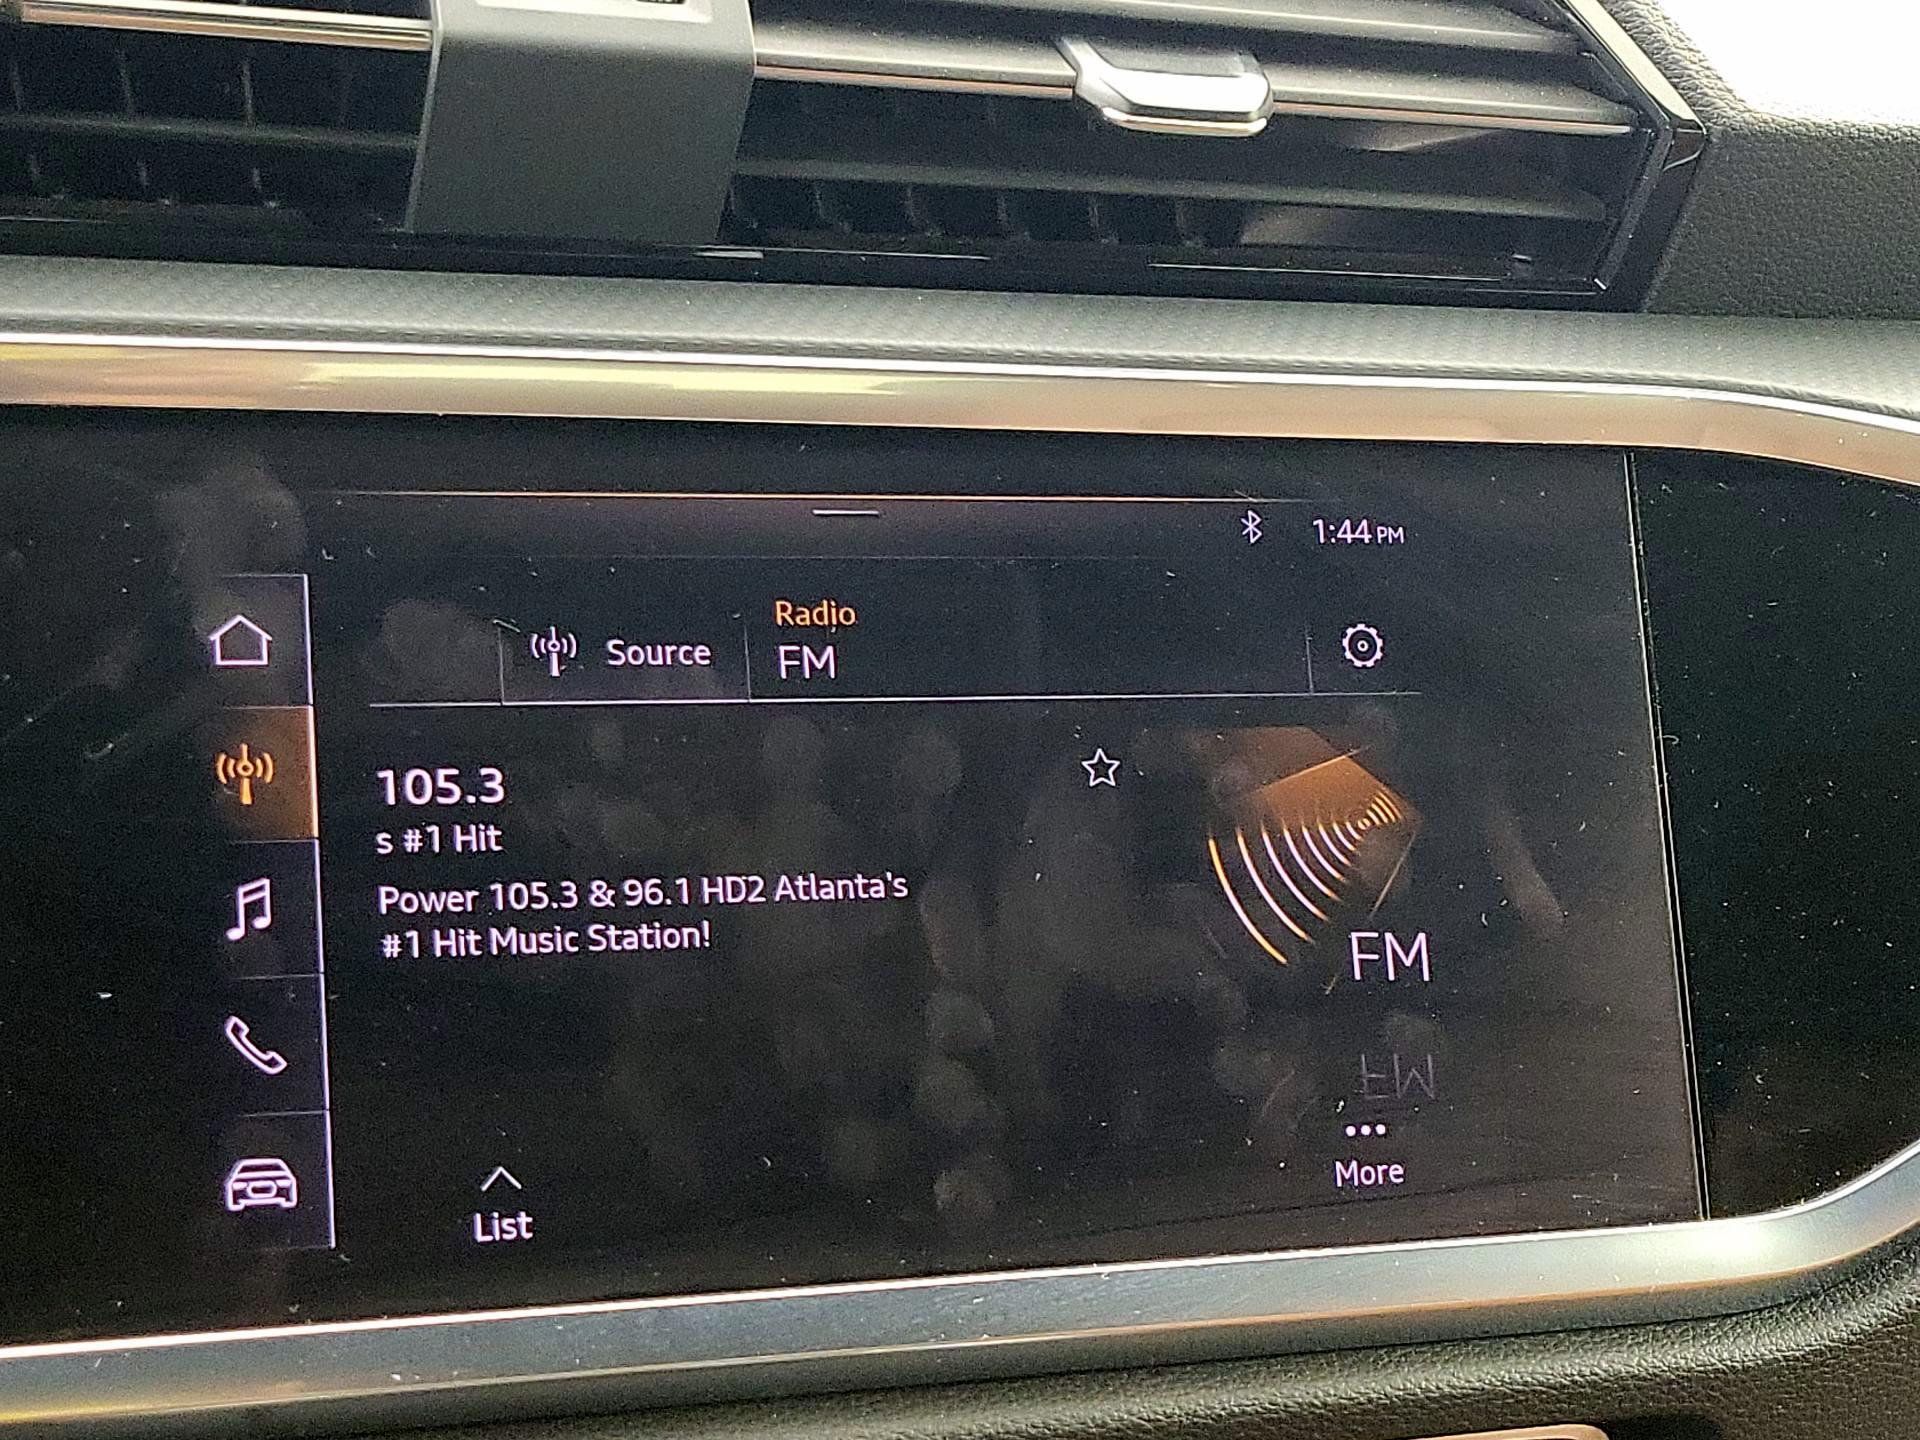 1:44 PM
Radio
Source
FM
105.3
s #1 Hit
Power 105.3 & 96.1 HD2 Atlanta's
#1 Hit Music Station!
FM
More
List